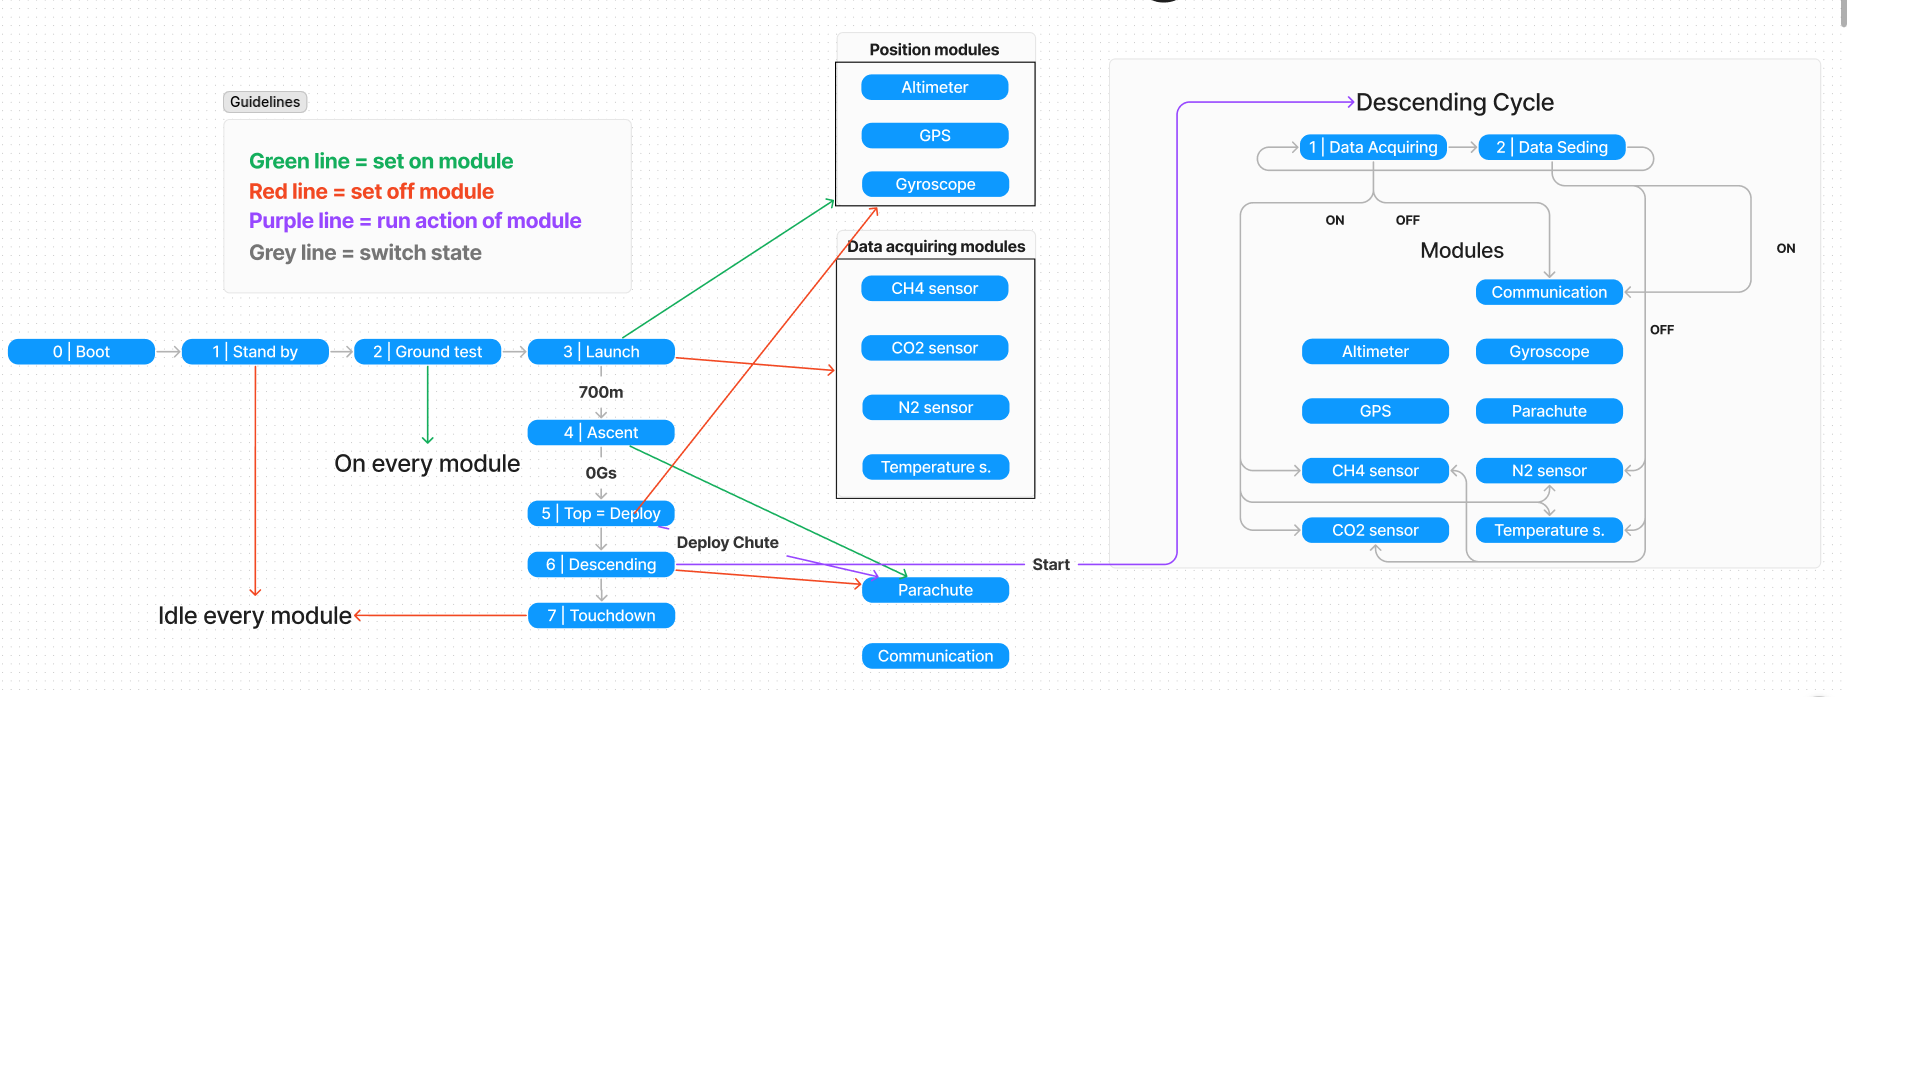 Guidelines
Green line = set on module
Red line = set off module
Purple line = run action of module
Grey line = switch state
0 | Boot
1 | Stand by
2 | Ground test
3 | Launch
700m
4 | Ascent
0Gs
5 | Top = Deploy
Deploy Chute
6 | Descending
7 | Touchdown
On every module
Idle every module
Position modules
Altimeter
GPS
Gyroscope
Data acquiring modules
CH4 sensor
CO2 sensor
N2 sensor
Temperature s.
Parachute
Communication
Start
Descending Cycle
1 | Data Acquiring
2 | Data Seding
ON
OFF
Modules
ON
Communication
OFF
Altimeter
Gyroscope
GPS
Parachute
CH4 sensor
N2 sensor
CO2 sensor
Temperature s.